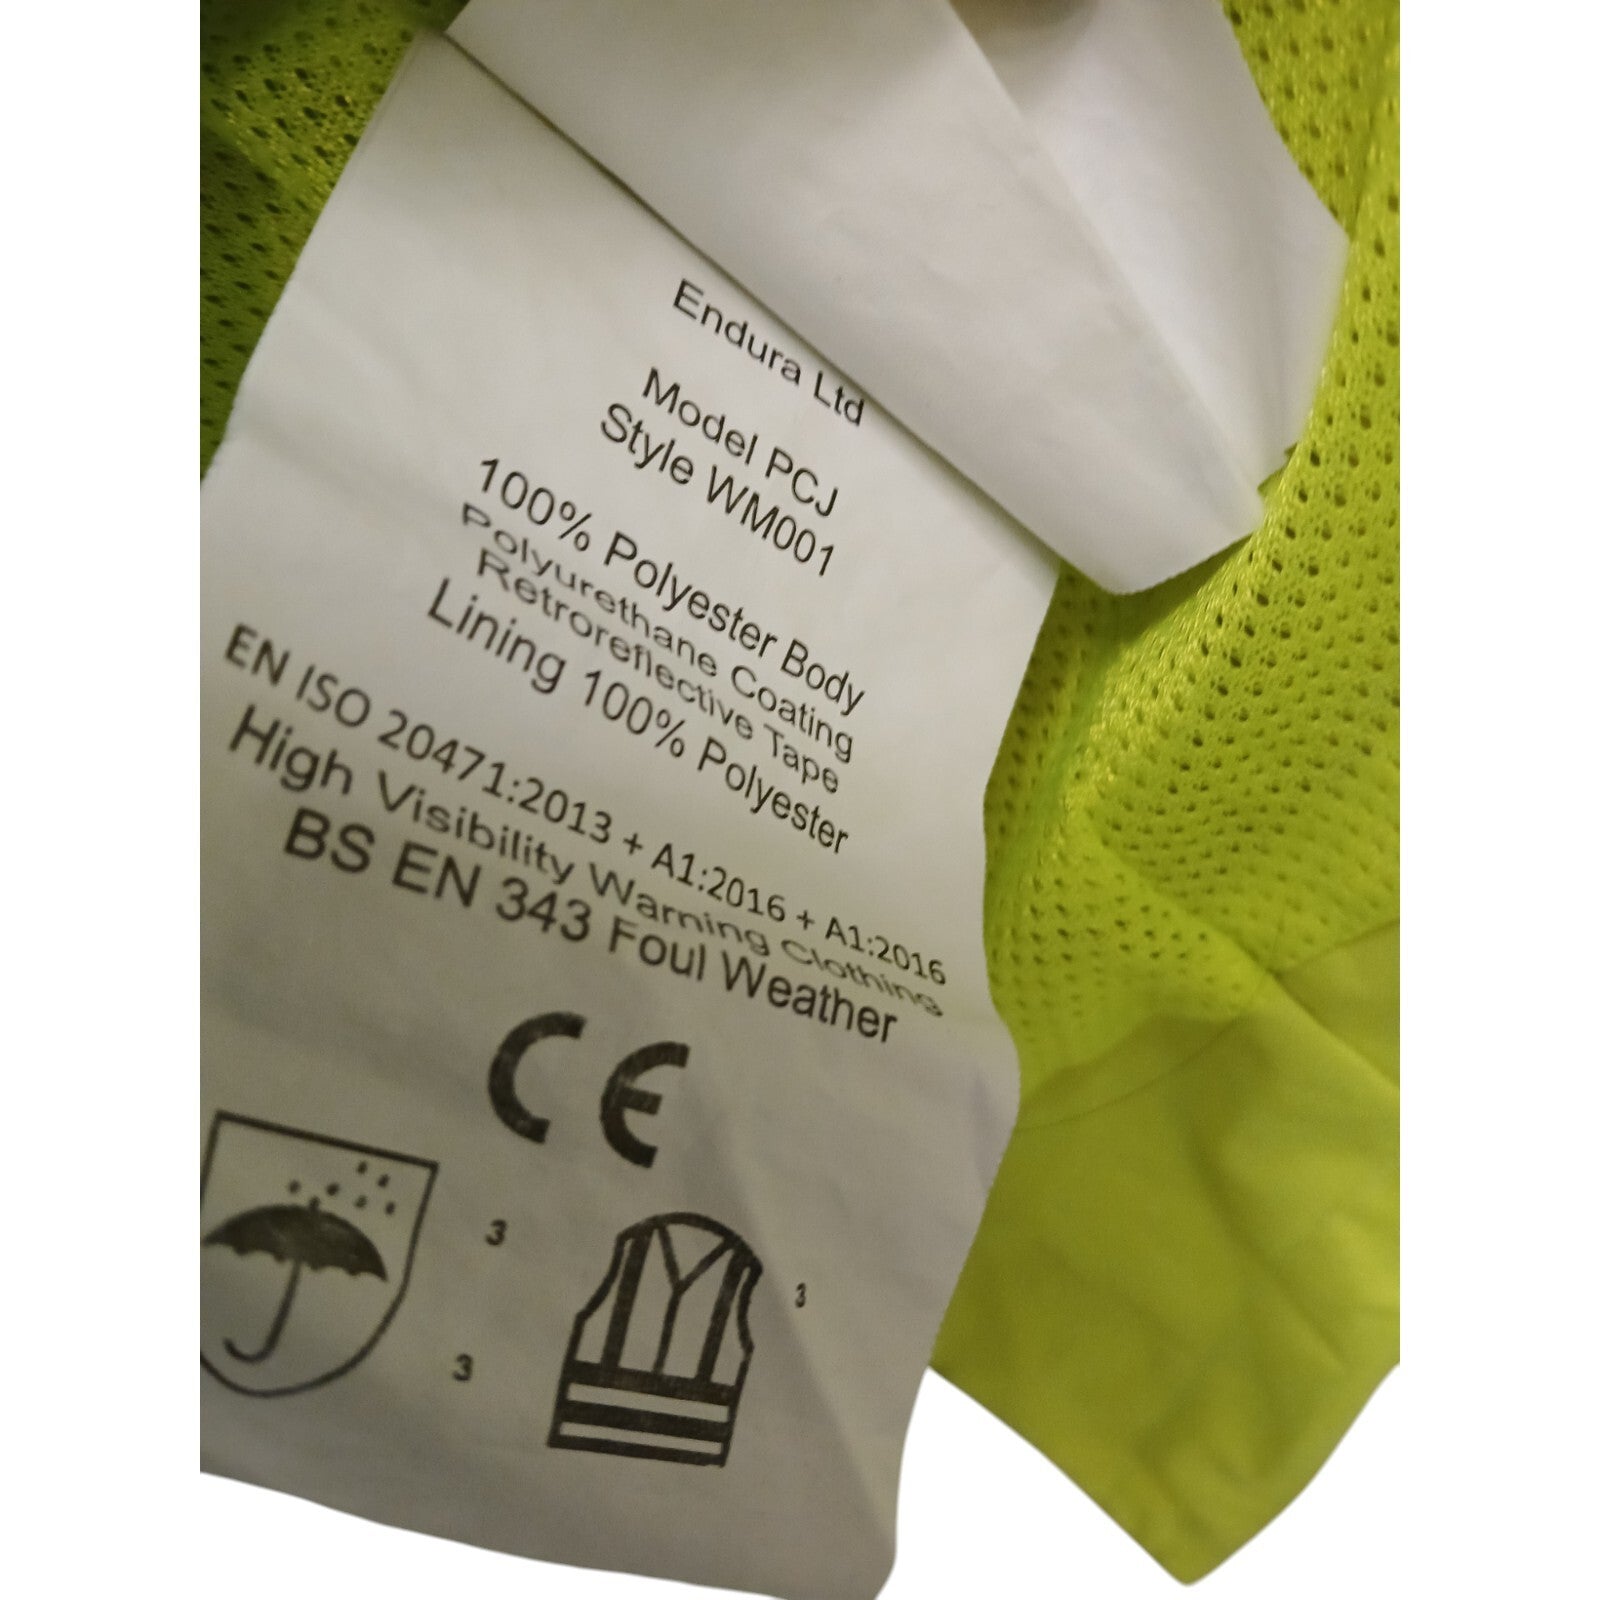 Endura Ltd
Model PCJ
Style WM001
100% Polyester Body
Polyurethane Coating
Retroreflective Tape
Lining 100% Polyester
EN ISO 20471:2013 + A1:2016 + A1:2016
High Visibility Warning Clothing
BS EN 343 Foul Weather
CE
3
3
3